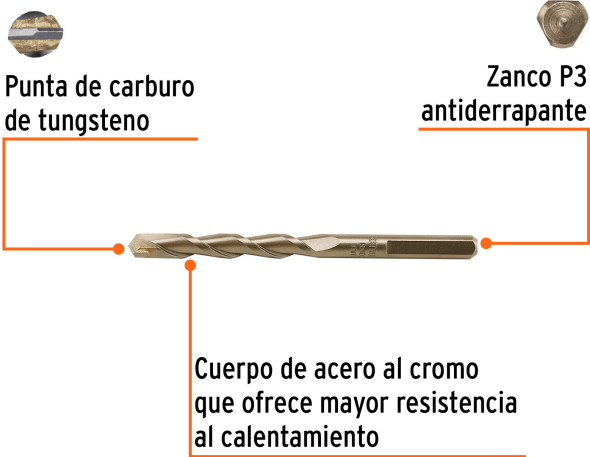 Punta de carburo
de tungsteno
Zanco P3
antiderrapante
Cuerpo de acero al cromo
que ofrece mayor resistencia
al calentamiento